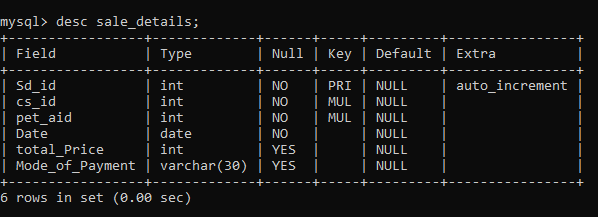 mysql> desc sale_details;
+-----------------+-------------+------+-----+---------+----------------+
| Field           | Type        | Null | Key | Default | Extra          |
+-----------------+-------------+------+-----+---------+----------------+
| Sd_id           | int         | NO   | PRI | NULL    | auto_increment |
| cs_id           | int         | NO   | MUL | NULL    |                |
| pet_aid         | int         | NO   | MUL | NULL    |                |
| Date            | date        | NO   |     | NULL    |                |
| total_Price     | int         | YES  |     | NULL    |                |
| Mode_of_Payment | varchar(30) | YES  |     | NULL    |                |
+-----------------+-------------+------+-----+---------+----------------+
6 rows in set (0.00 sec)